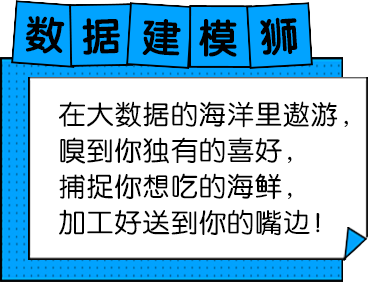 数据建模狮
在大数据的海洋里遨游，
嗅到你独有的喜好，
捕捉你想吃的海鲜，
加工好送到你的嘴边！